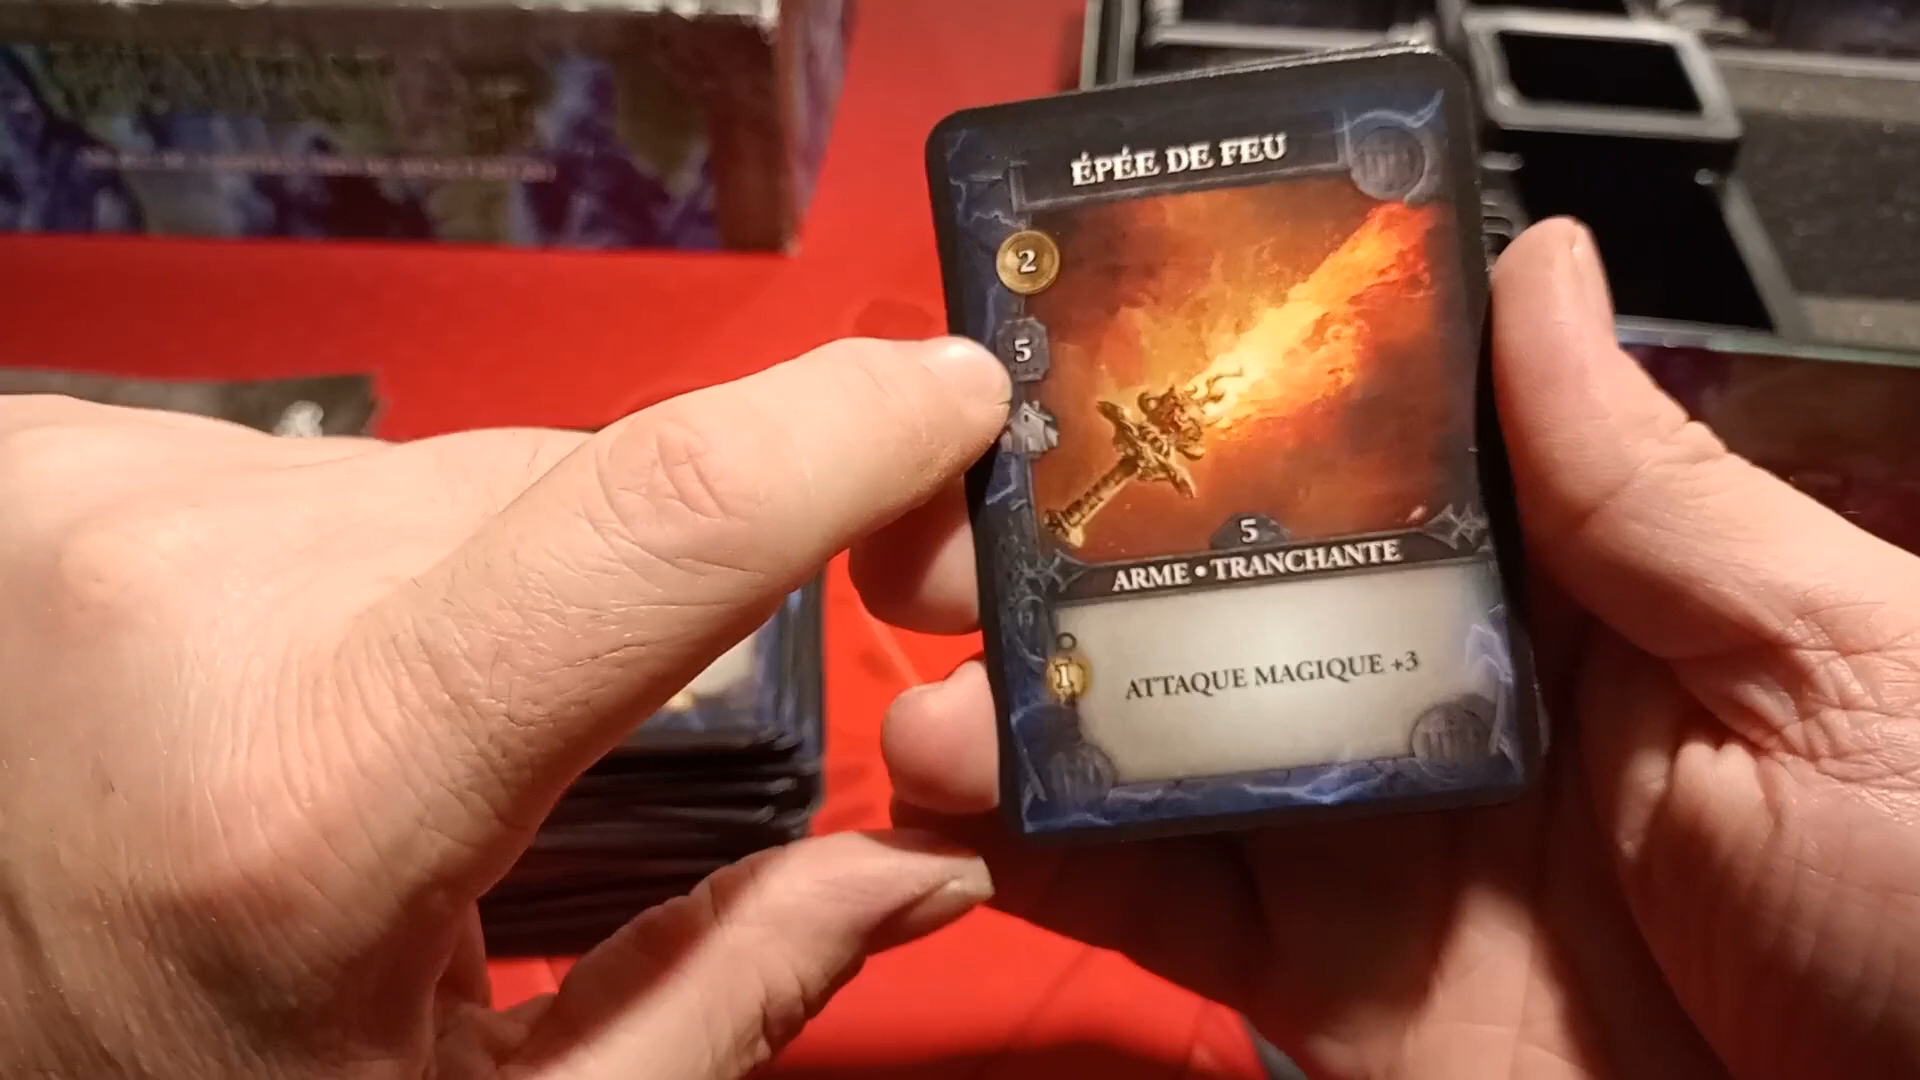 ÉPÉE DE FEU
2
5
5
ARME • TRANCHANTE
1
ATTAQUE MAGIQUE +3